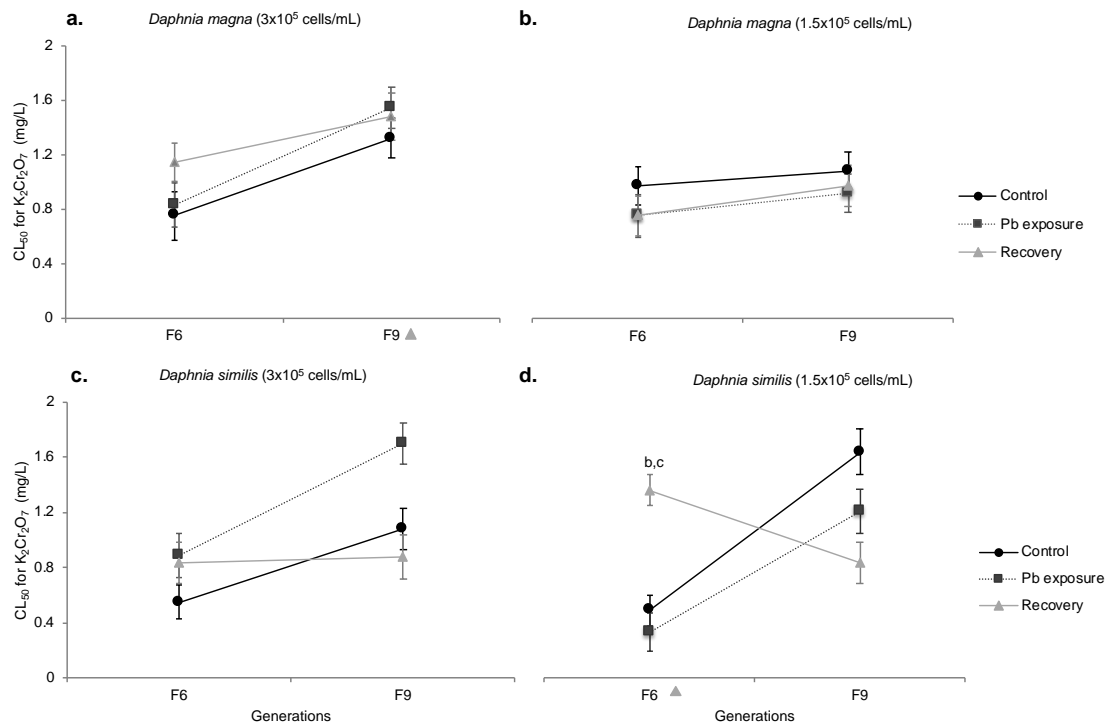 a.
Daphnia magna (3x10⁵ cells/mL)
CL₅₀ for K₂Cr₂O₇ (mg/L)
2
1.6
1.2
0.8
0.4
0
F6
F9
b.
Daphnia magna (1.5x10⁵ cells/mL)
F6
F9
Control
Pb exposure
Recovery
c.
Daphnia similis (3x10⁵ cells/mL)
CL₅₀ for K₂Cr₂O₇ (mg/L)
2
1.6
1.2
0.8
0.4
0
F6
F9
Generations
d.
Daphnia similis (1.5x10⁵ cells/mL)
b,c
F6
F9
Generations
Control
Pb exposure
Recovery